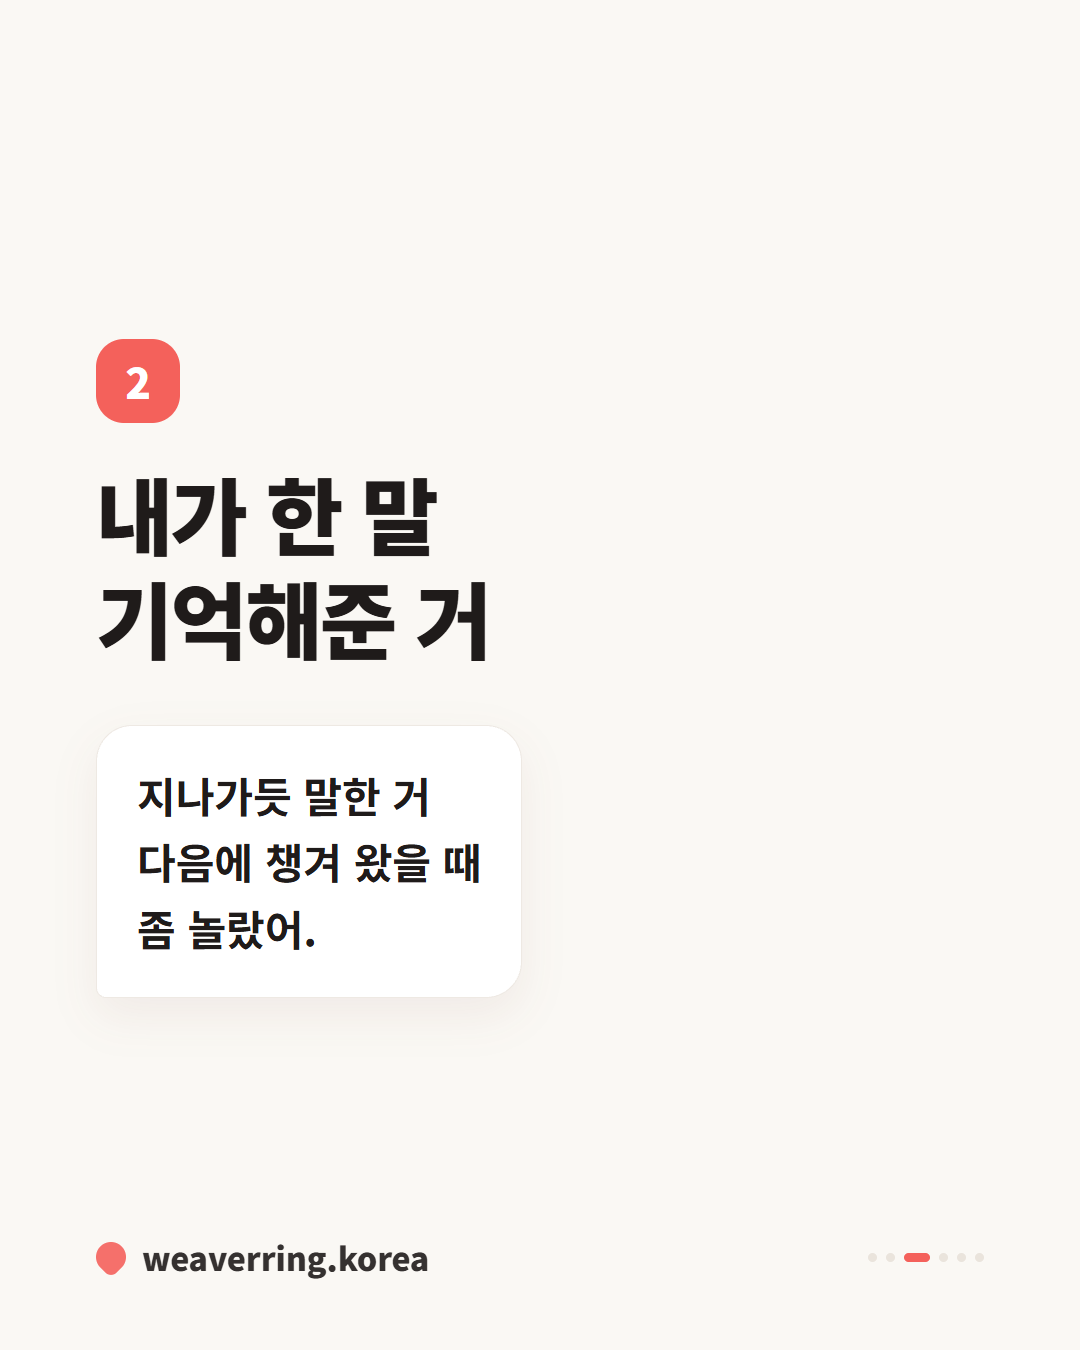 2
내가 한 말
기억해준 거
지나가듯 말한 거
다음에 챙겨 왔을 때
좀 놀랐어.
weaverring.korea